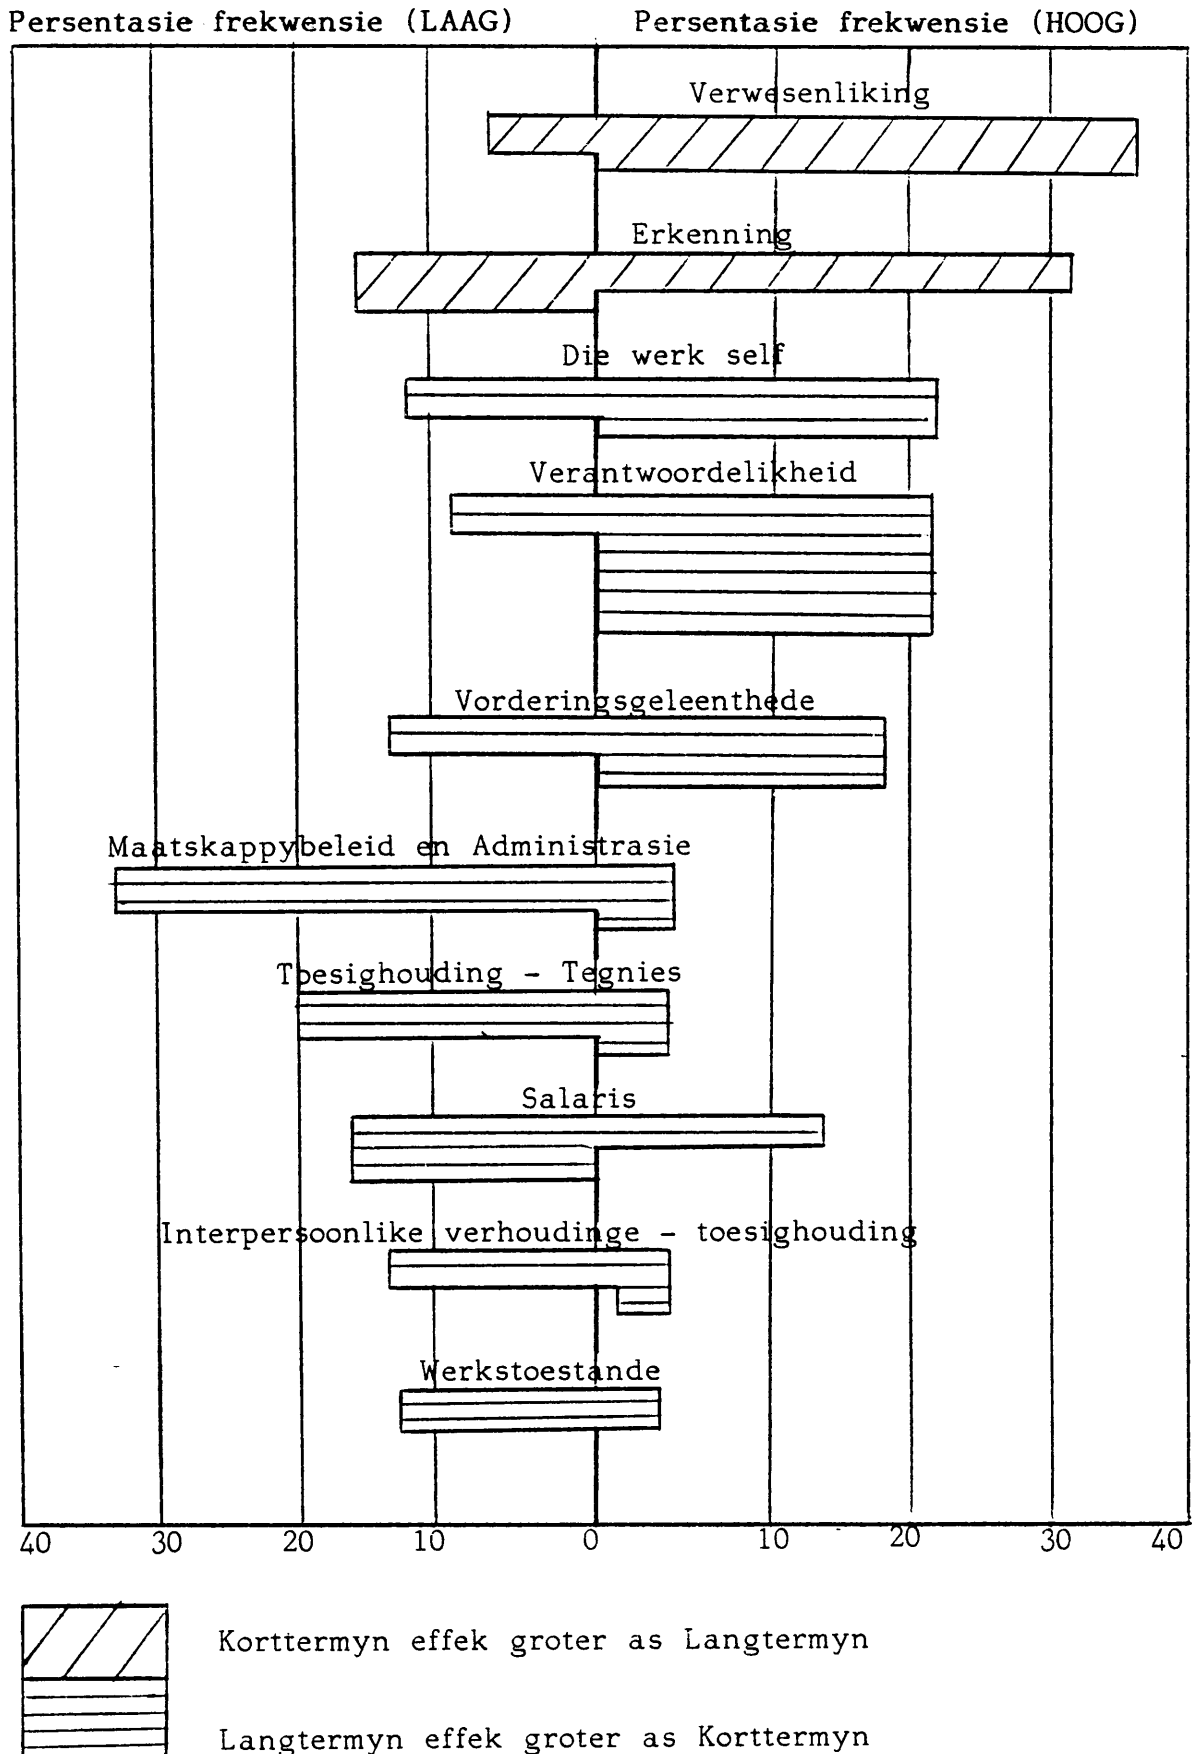 Persentasie frekwensie (LAAG) Persentasie frekwensie (HOOG)
Verwesenliking
Erkenning
Die werk self
Verantwoordelikheid
Vorderingsgeleenthede
Maatskappybeleid en Administrasie
Toesighouding - Tegnies
Salaris
Interpersoonlike verhoudinge - toesighouding
Werkstoestande
40 30 20 10 0 10 20 30 40
Korttermyn effek groter as Langtermyn
Langtermyn effek groter as Korttermyn